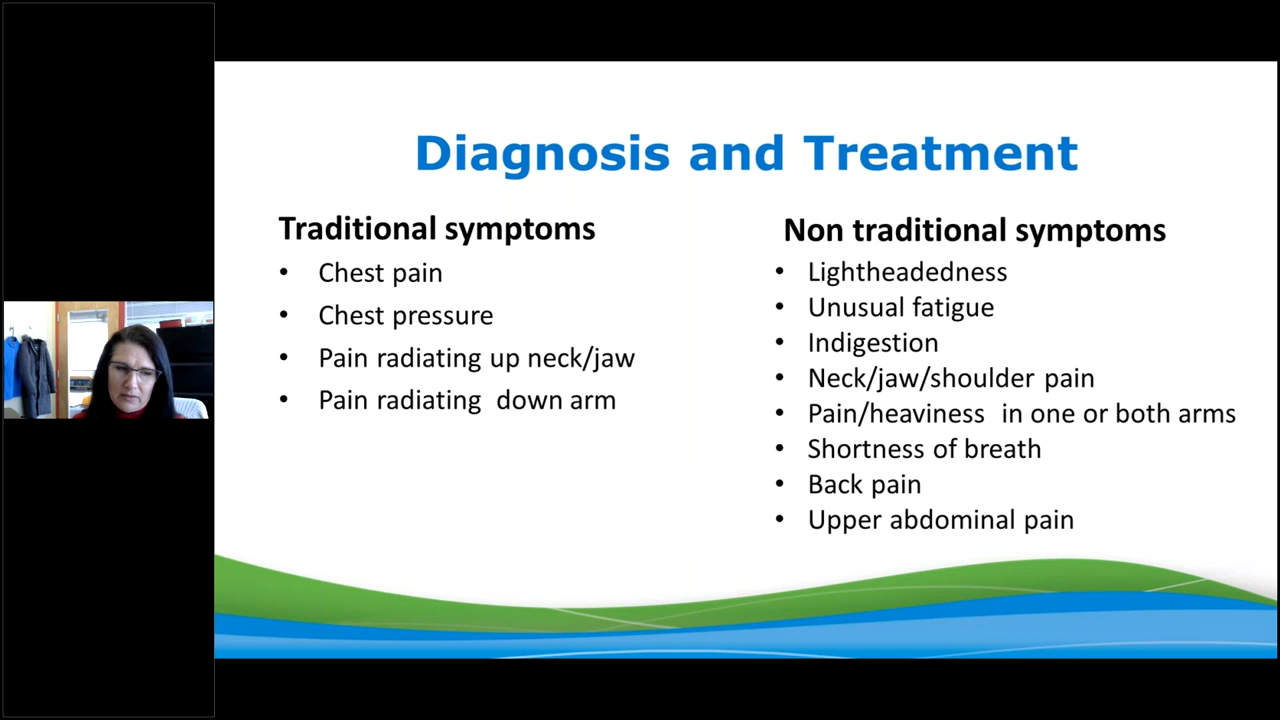 Diagnosis and Treatment
Traditional symptoms
• Chest pain
• Chest pressure
• Pain radiating up neck/jaw
• Pain radiating down arm
Non traditional symptoms
• Lightheadedness
• Unusual fatigue
• Indigestion
• Neck/jaw/shoulder pain
• Pain/heaviness in one or both arms
• Shortness of breath
• Back pain
• Upper abdominal pain